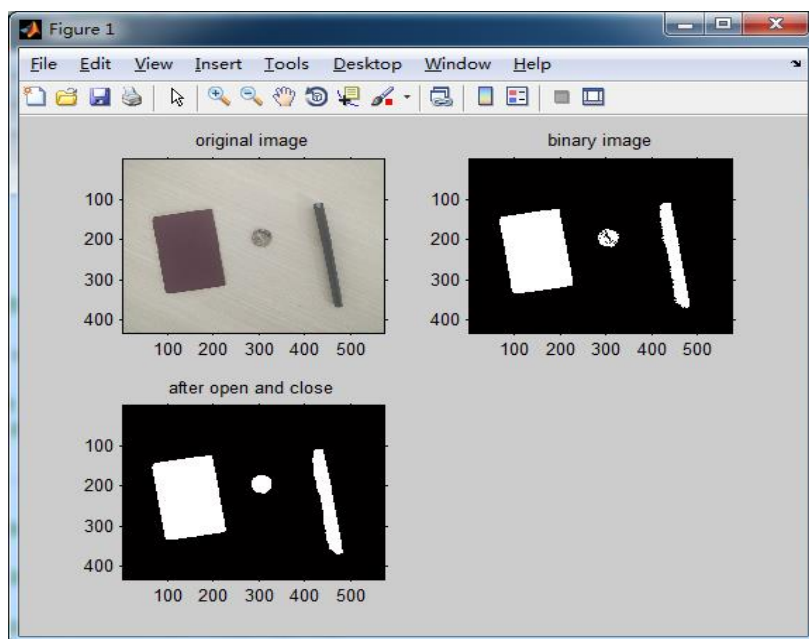 Figure 1
File Edit View Insert Tools Desktop Window Help
original image
100
200
300
400
100 200 300 400 500
binary image
100
200
300
400
100 200 300 400 500
after open and close
100
200
300
400
100 200 300 400 500